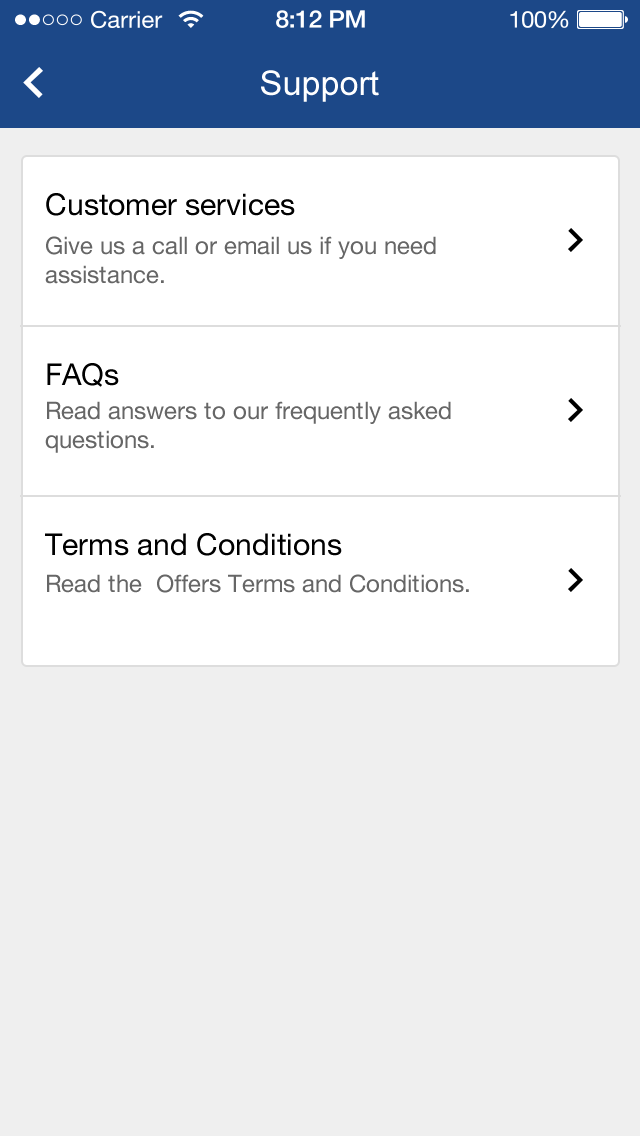 Carrier 8:12 PM 100%
Support
Customer services
Give us a call or email us if you need
assistance.
FAQs
Read answers to our frequently asked
questions.
Terms and Conditions
Read the  Offers Terms and Conditions.